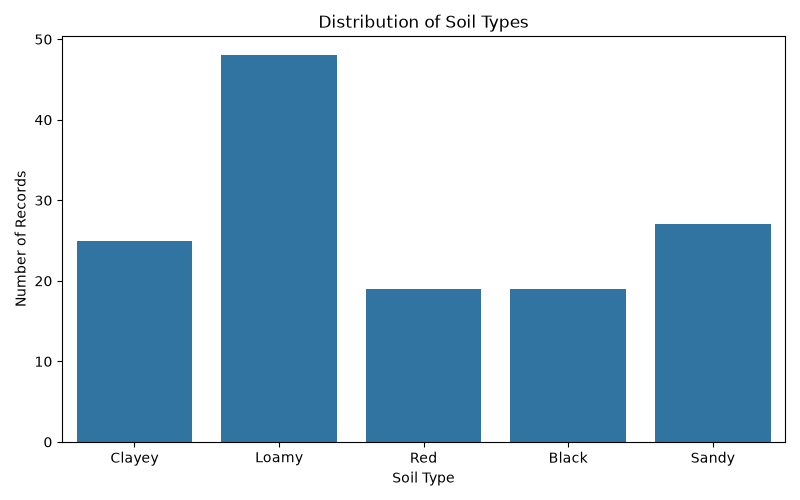 Distribution of Soil Types
Number of Records
50
40
30
20
10
0
Clayey Loamy Red Black Sandy
Soil Type